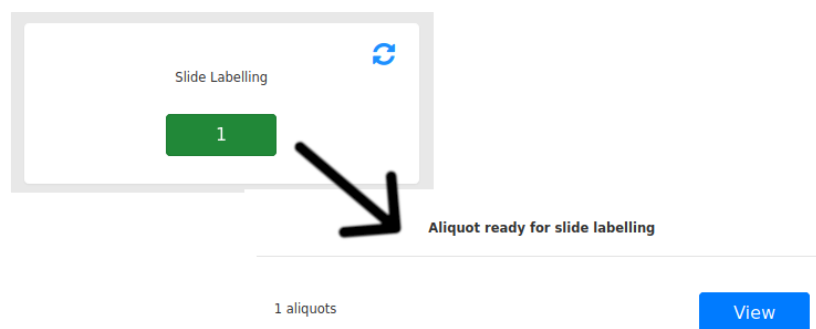 Slide Labelling
1
Aliquot ready for slide labelling
1 aliquots
View